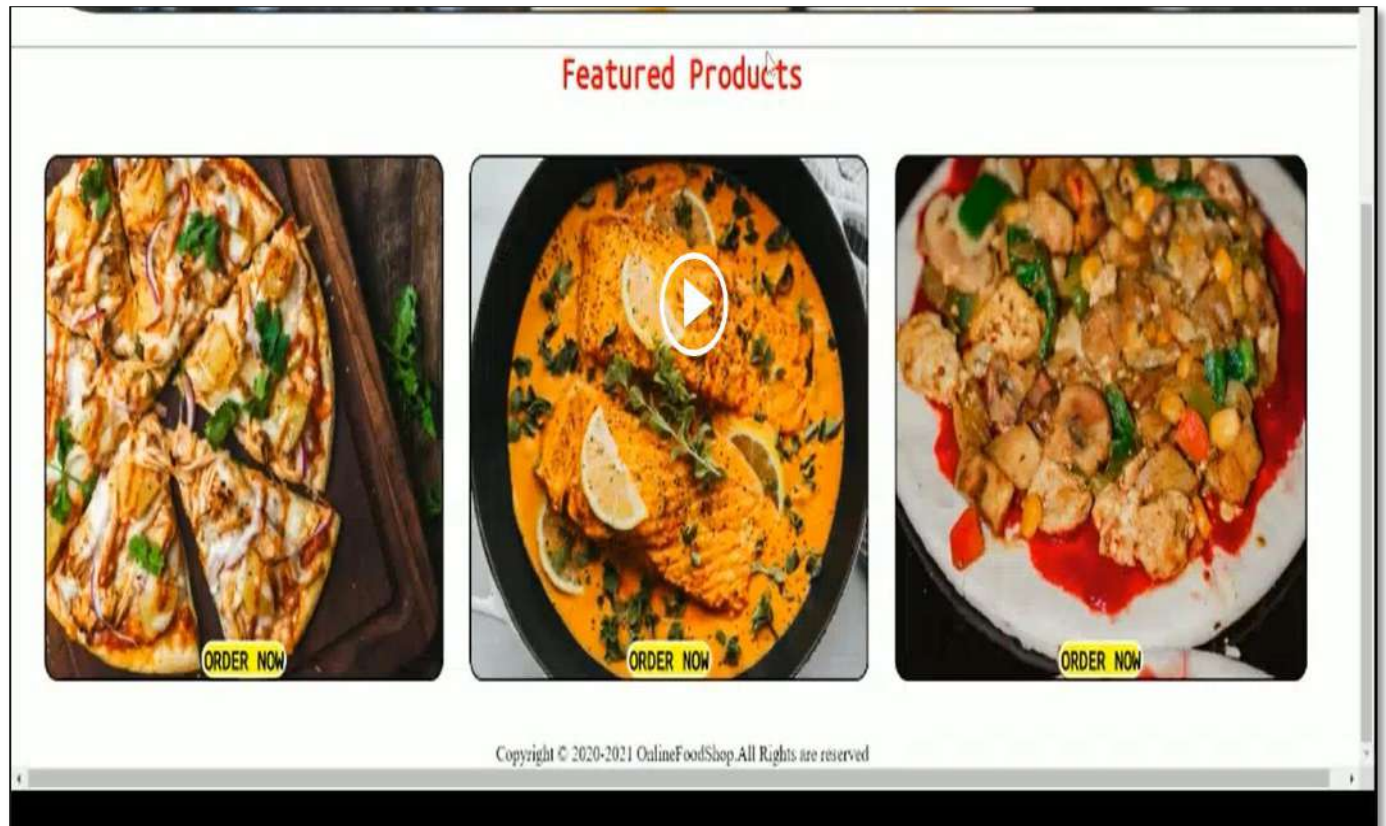 Featured Products
ORDER NOW
ORDER NOW
ORDER NOW
Copyright © 2020-2021 OnlineFoodShop.All Rights are reserved